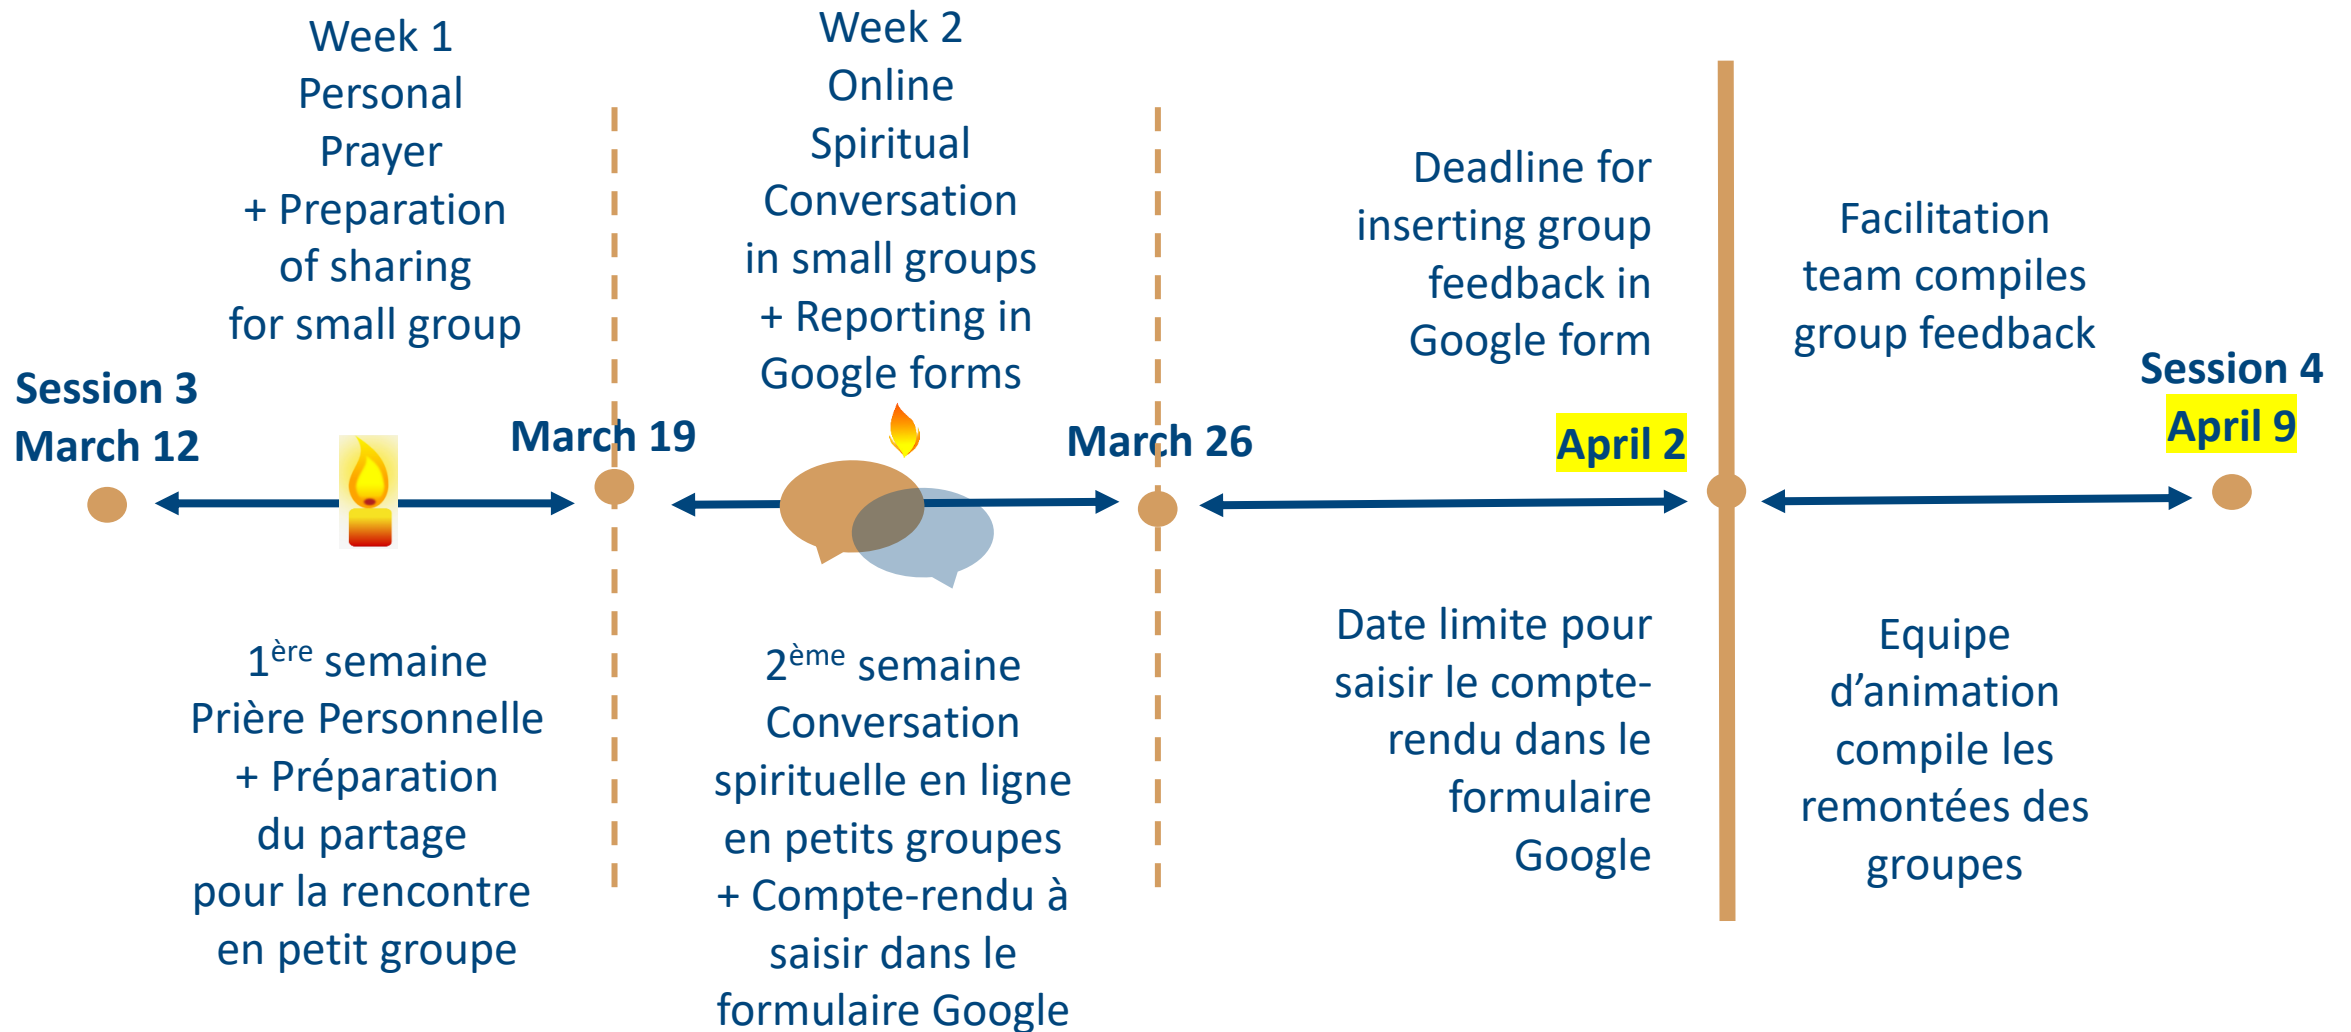 Week 1
Personal
Prayer
+ Preparation
of sharing
for small group
Week 2
Online
Spiritual
Conversation
in small groups
+ Reporting in
Google forms
Deadline for
inserting group
feedback in
Google form
Facilitation
team compiles
group feedback
Session 3
March 12
March 19
March 26
April 2
Session 4
April 9
1ère semaine
Prière Personnelle
+ Préparation
du partage
pour la rencontre
en petit groupe
2ème semaine
Conversation
spirituelle en ligne
en petits groupes
+ Compte-rendu à
saisir dans le
formulaire Google
Date limite pour
saisir le compte-
rendu dans le
formulaire
Google
Equipe
d’animation
compile les
remontées des
groupes